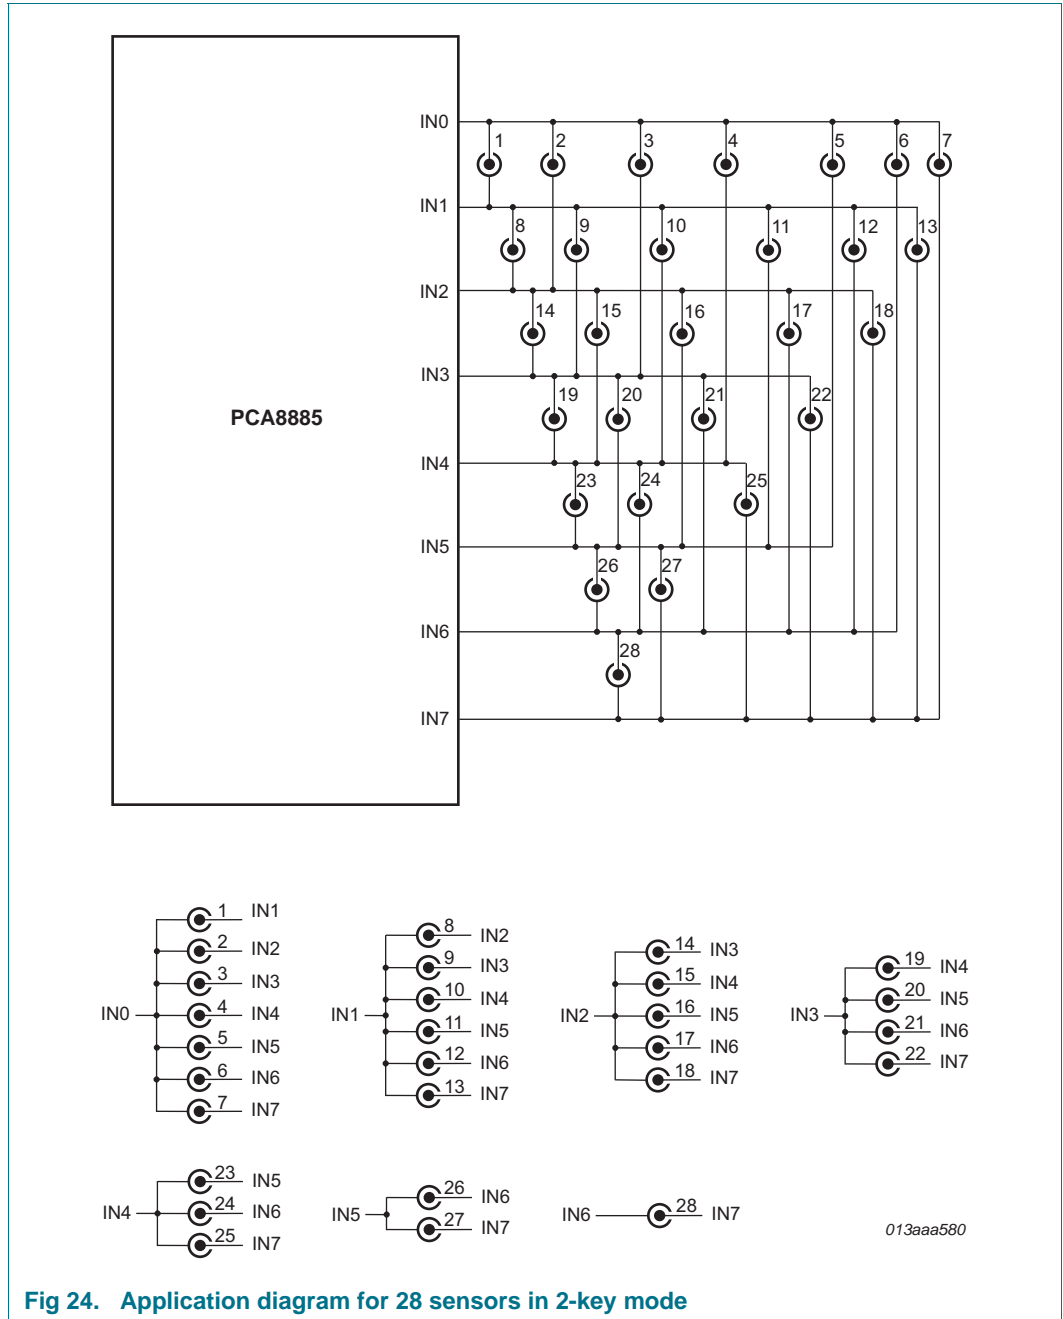 IN0
1 2 3 4 5 6 7
IN1
8 9 10 11 12 13
IN2
14 15 16 17 18
IN3
19 20 21 22
PCA8885
IN4
23 24 25
IN5
26 27
IN6
28
IN7
IN0
1 IN1
2 IN2
3 IN3
4 IN4
5 IN5
6 IN6
7 IN7
IN1
8 IN2
9 IN3
10 IN4
11 IN5
12 IN6
13 IN7
IN2
14 IN3
15 IN4
16 IN5
17 IN6
18 IN7
IN3
19 IN4
20 IN5
21 IN6
22 IN7
IN4
23 IN5
24 IN6
25 IN7
IN5
26 IN6
27 IN7
IN6 28 IN7
013aaa580
Fig 24. Application diagram for 28 sensors in 2-key mode